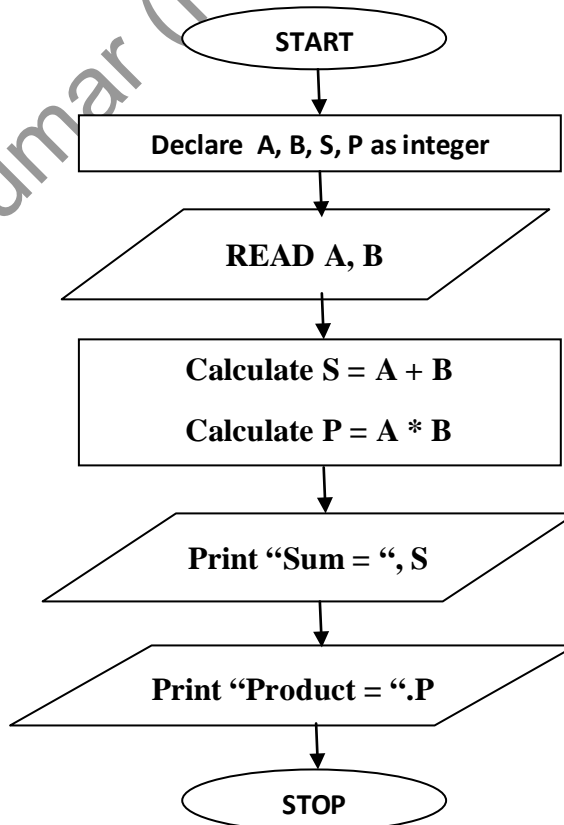 START
Declare A, B, S, P as integer
READ A, B
Calculate S = A + B
Calculate P = A * B
Print “Sum = “, S
Print “Product = “.P
STOP